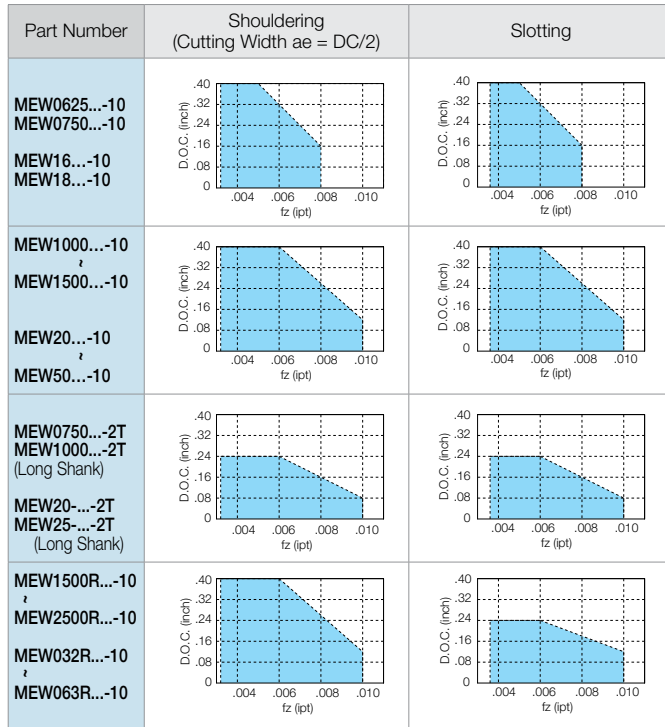 Part Number
Shouldering
(Cutting Width ae = DC/2)
Slotting
MEW0625...-10
MEW0750...-10
MEW16...-10
MEW18...-10
D.O.C. (inch)
.40
.32
.24
.16
.08
0
.004 .006 .008 .010
fz (ipt)
D.O.C. (inch)
.40
.32
.24
.16
.08
0
.004 .006 .008 .010
fz (ipt)
MEW1000...-10
~
MEW1500...-10
MEW20...-10
~
MEW50...-10
D.O.C. (inch)
.40
.32
.24
.16
.08
0
.004 .006 .008 .010
fz (ipt)
D.O.C. (inch)
.40
.32
.24
.16
.08
0
.004 .006 .008 .010
fz (ipt)
MEW0750...-2T
MEW1000...-2T
(Long Shank)
MEW20-...-2T
MEW25-...-2T
(Long Shank)
D.O.C. (inch)
.40
.32
.24
.16
.08
0
.004 .006 .008 .010
fz (ipt)
D.O.C. (inch)
.40
.32
.24
.16
.08
0
.004 .006 .008 .010
fz (ipt)
MEW1500R...-10
~
MEW2500R...-10
MEW032R...-10
~
MEW063R...-10
D.O.C. (inch)
.40
.32
.24
.16
.08
0
.004 .006 .008 .010
fz (ipt)
D.O.C. (inch)
.40
.32
.24
.16
.08
0
.004 .006 .008 .010
fz (ipt)